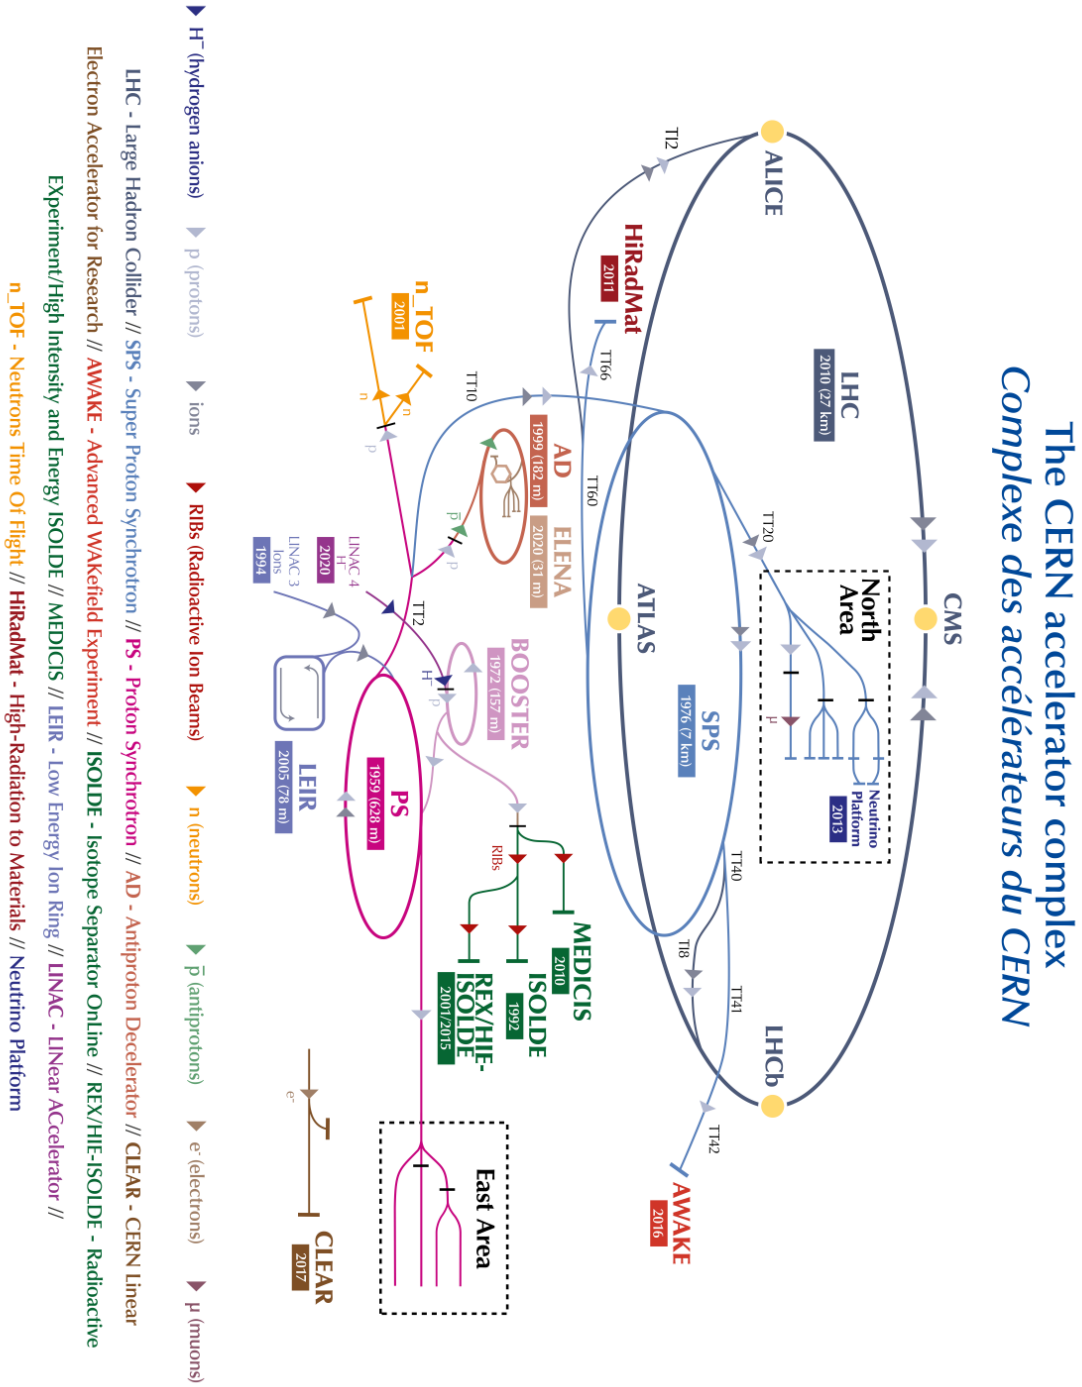 The CERN accelerator complex
Complexe des accélérateurs du CERN
CMS
LHC
2010 (27 km)
North
Area
Neutrino
Platform
2013
μ
ALICE
TT20
LHCb
TI2
SPS
1976 (7 km)
TT40
TT41
TI8
TT42
ATLAS
HiRadMat
2011
TT66
TT60
AWAKE
2016
AD
1999 (182 m)
ELENA
2020 (31 m)
MEDICIS
2010
ISOLDE
1992
REX/HIE-
ISOLDE
2001/2015
RIBs
BOOSTER
1972 (157 m)
TT10
East Area
n_TOF
2001
n
n
p
p̅
p
TT2
H⁻
p
PS
1959 (628 m)
LINAC 4
H⁻
2020
LINAC 3
Ions
1994
LEIR
2005 (78 m)
e⁻
CLEAR
2017
H⁻ (hydrogen anions)
p (protons)
ions
RIBs (Radioactive Ion Beams)
n (neutrons)
p̅ (antiprotons)
e⁻ (electrons)
μ (muons)
LHC - Large Hadron Collider // SPS - Super Proton Synchrotron // PS - Proton Synchrotron // AD - Antiproton Decelerator // CLEAR - CERN Linear
Electron Accelerator for Research // AWAKE - Advanced WAKefield Experiment // ISOLDE - Isotope Separator OnLine // REX/HIE-ISOLDE - Radioactive
EXperiment/High Intensity and Energy ISOLDE // MEDICIS // LEIR - Low Energy Ion Ring // LINAC - LINear ACcelerator //
n_TOF - Neutrons Time Of Flight // HiRadMat - High-Radiation to Materials // Neutrino Platform